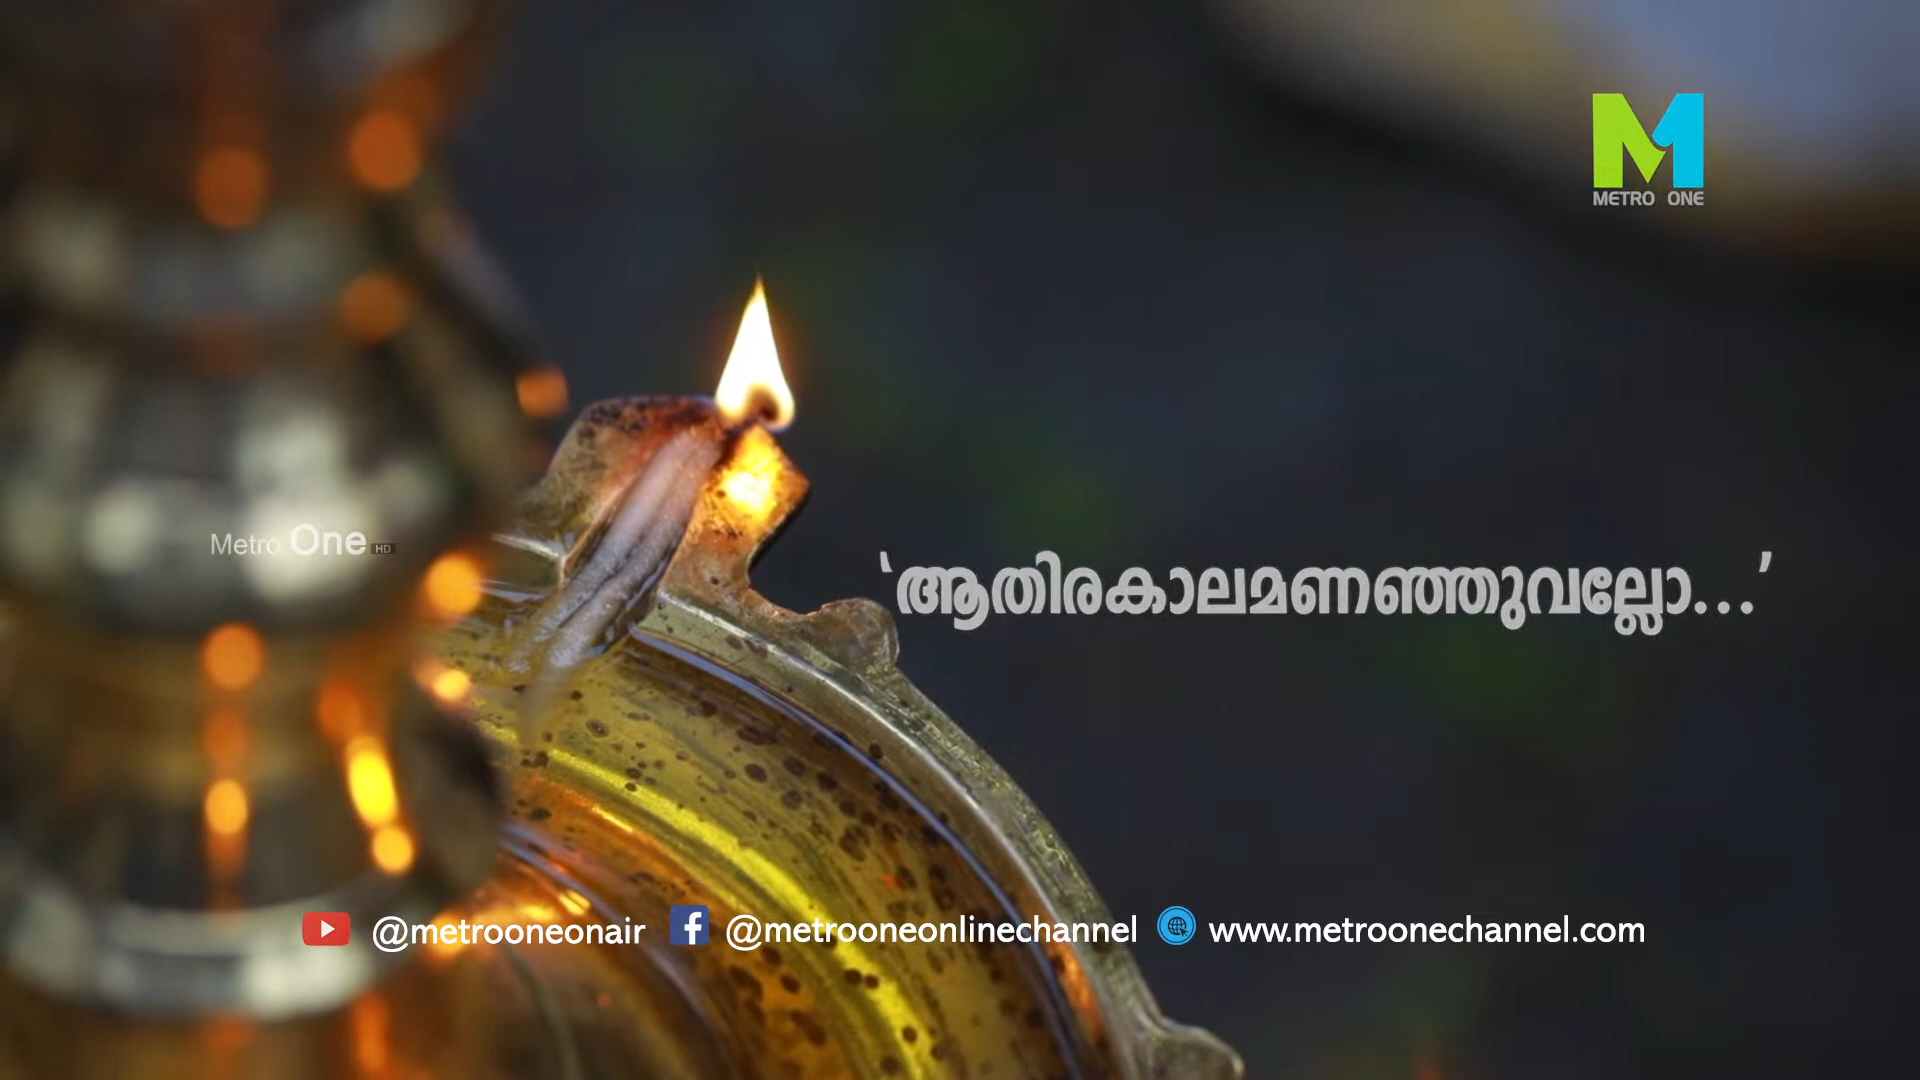 METRO ONE
Metro One HD
‘ആതിരകാലമണഞ്ഞുവല്ലോ...’
@metrooneonair @metrooneonlinechannel www.metroonechannel.com